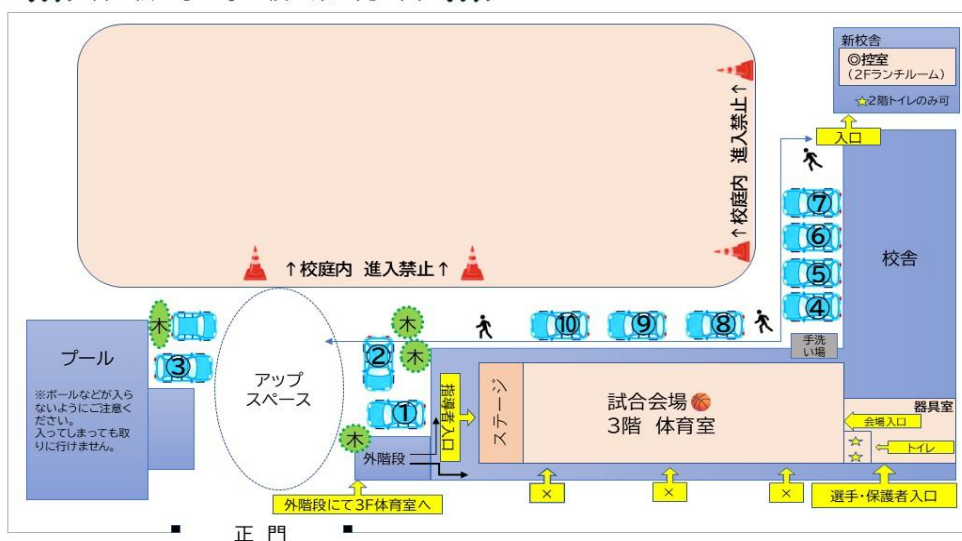 新校舎
◎控室
(2Fランチルーム)
☆2階トイレのみ可
入口
↑校庭内 進入禁止↑
↑校庭内 進入禁止↑
⑦
⑥
⑤
④
校舎
手洗
い場
⑩
⑨
⑧
木
木
木
木
②
③
①
プール
※ボールなどが入ら
ないようにご注意く
ださい。
入ってしまっても取
りに行けません。
アップ
スペース
指導者入口
ステージ
試合会場🏀
3階 体育室
器具室
会場入口
トイレ
外階段
外階段にて3F体育室へ
×
×
×
選手・保護者入口
正 門